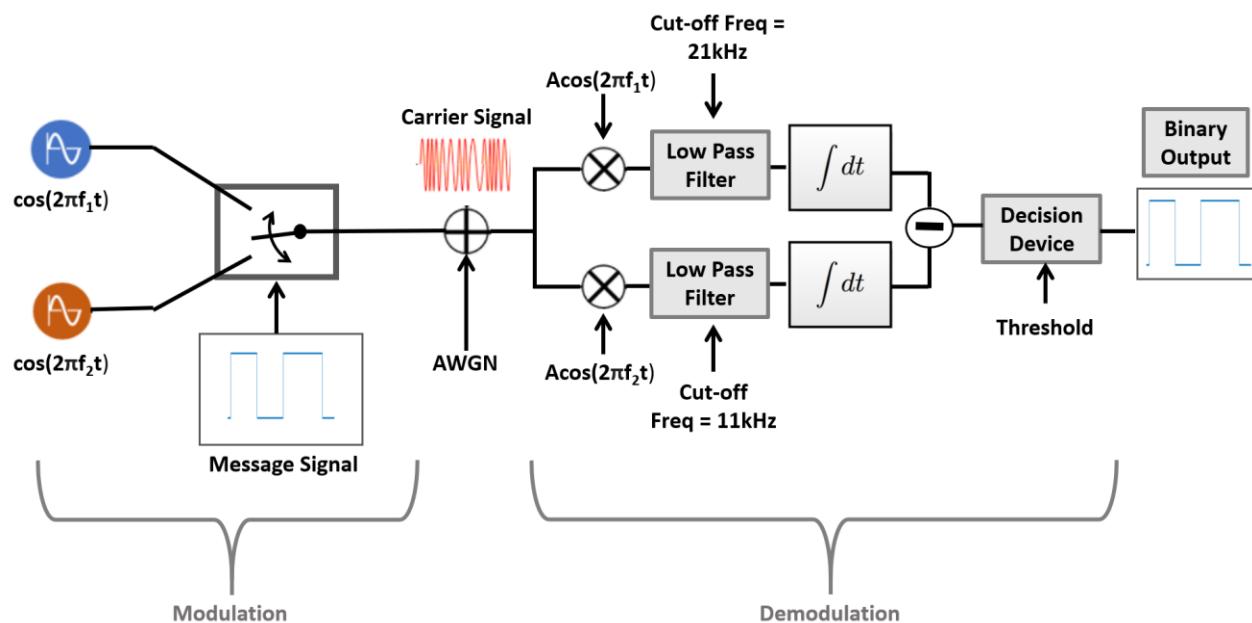 Cut-off Freq =
21kHz
Acos(2πf₁t)
Carrier Signal
cos(2πf₁t)
Low Pass
Filter
∫ dt
Binary
Output
Decision
Device
Low Pass
Filter
∫ dt
cos(2πf₂t)
AWGN
Acos(2πf₂t)
Threshold
Cut-off
Freq = 11kHz
Message Signal
Modulation
Demodulation